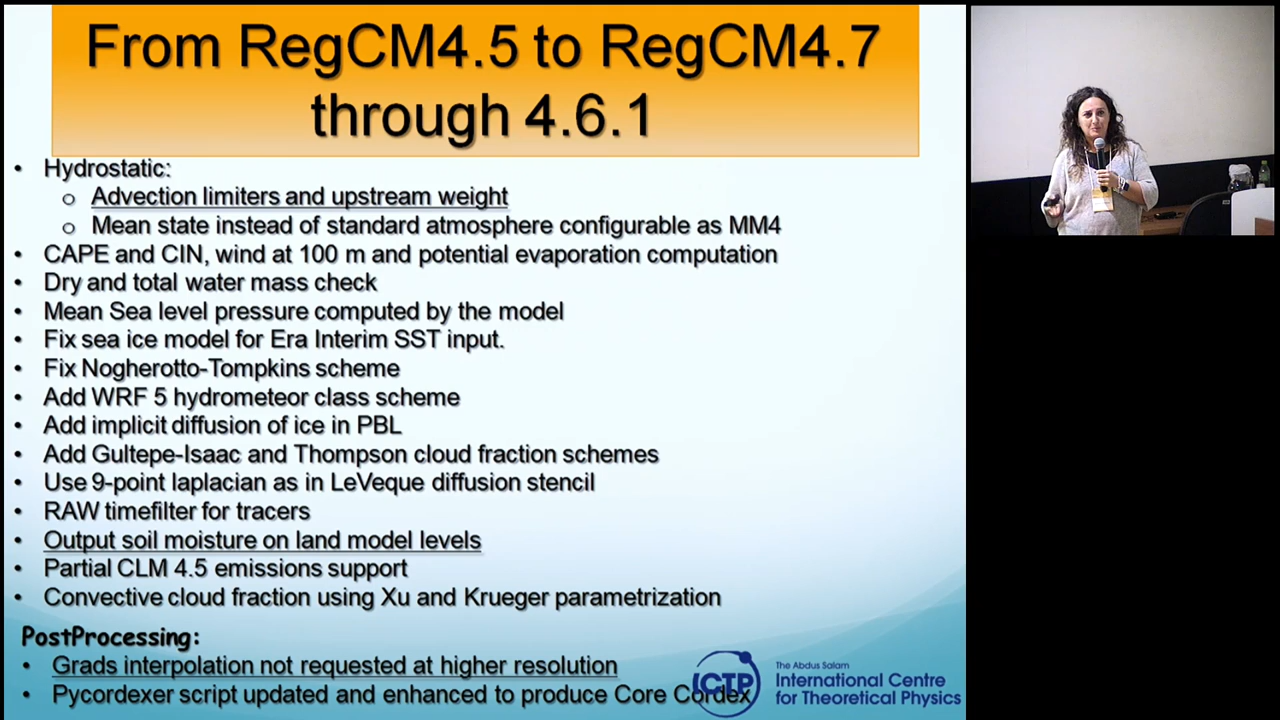 From RegCM4.5 to RegCM4.7
through 4.6.1
• Hydrostatic:
o Advection limiters and upstream weight
o Mean state instead of standard atmosphere configurable as MM4
• CAPE and CIN, wind at 100 m and potential evaporation computation
• Dry and total water mass check
• Mean Sea level pressure computed by the model
• Fix sea ice model for Era Interim SST input.
• Fix Nogherotto-Tompkins scheme
• Add WRF 5 hydrometeor class scheme
• Add implicit diffusion of ice in PBL
• Add Gultepe-Isaac and Thompson cloud fraction schemes
• Use 9-point laplacian as in LeVeque diffusion stencil
• RAW timefilter for tracers
• Output soil moisture on land model levels
• Partial CLM 4.5 emissions support
• Convective cloud fraction using Xu and Krueger parametrization
PostProcessing:
• Grads interpolation not requested at higher resolution
• Pycordexer script updated and enhanced to produce Core Cordex
ICTP
The Abdus Salam
International Centre
for Theoretical Physics